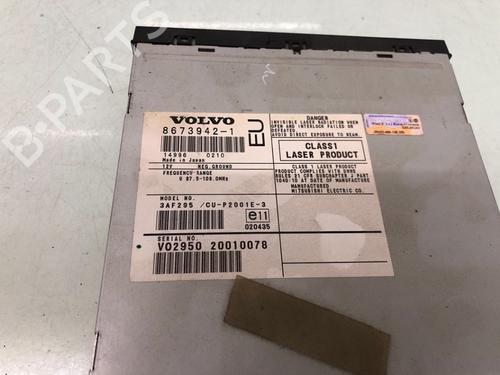 VOLVO
8673942-1
14996 0210
Made in Japan
12V NEG.GROUND
FREQUENCY RANGE
U 87.5-108.0MHz
EU
MODEL NO.
3AF295 /CU-P2001E-3
e11
020435
SERIAL NO.
VO2950 20010078
DANGER
INVISIBLE LASER RADIATION WHEN
OPEN AND INTERLOCK FAILED OR
DEFEATED
AVOID DIRECT EXPOSURE TO BEAM.
CLASS1
LASER PRODUCT
CLASS 1 LASER PRODUCT
PRODUCT COMPLIES WITH DHHS
RULES 21 CFR SUBCHAPTER J PART
1040:10 AT DATE OF MANUFACTURE
MITSUBISHI ELECTRIC CO.
B-PARTS